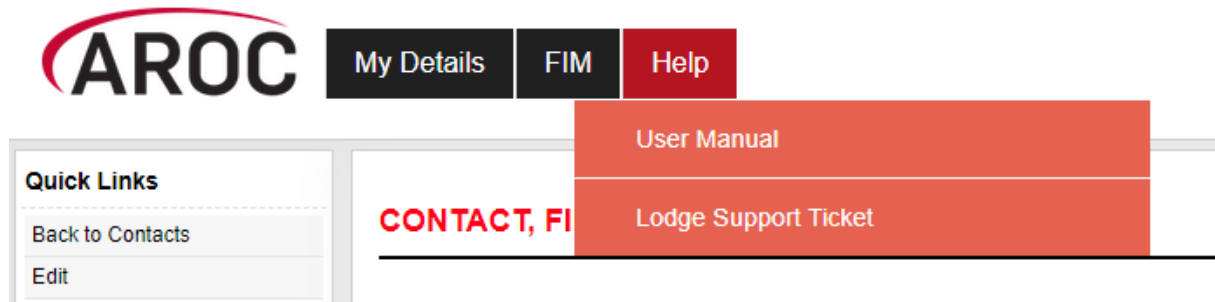 AROC
My Details FIM Help
User Manual
Lodge Support Ticket
Quick Links
Back to Contacts
Edit
CONTACT, FI